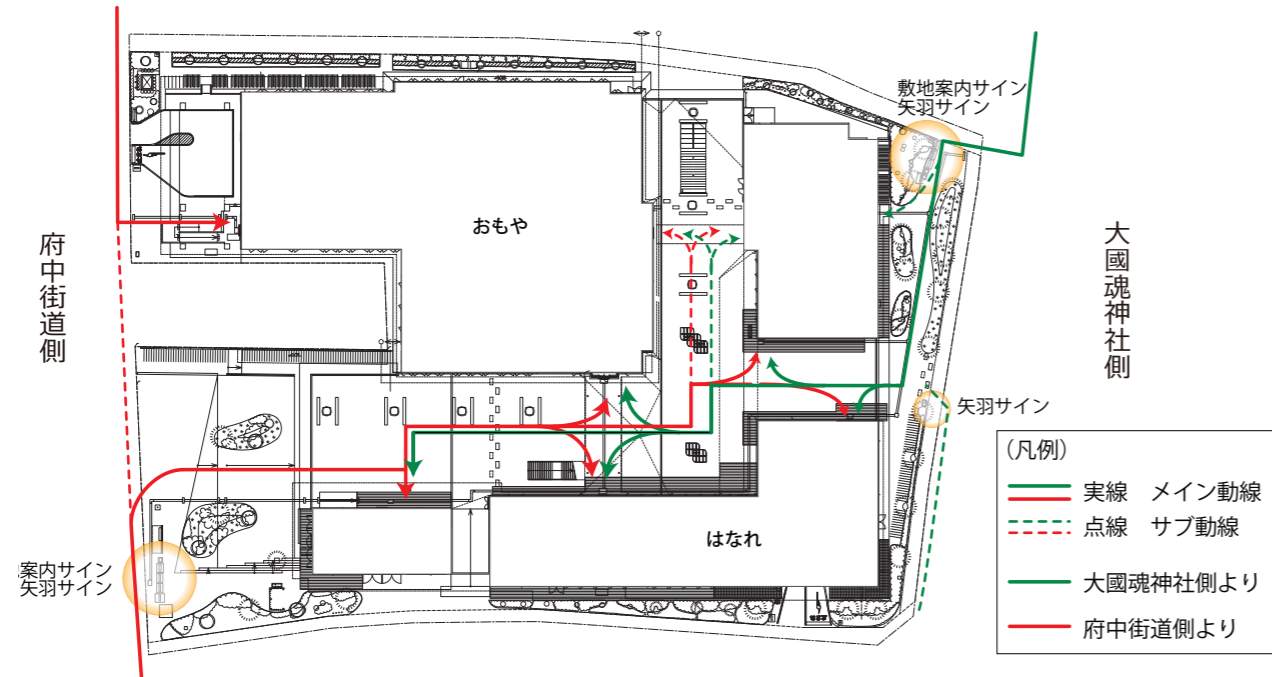 敷地案内サイン
矢羽サイン
おもや
府中街道側
大國魂神社側
矢羽サイン
はなれ
案内サイン
矢羽サイン
(凡例)
実線 メイン動線
点線 サブ動線
大國魂神社側より
府中街道側より